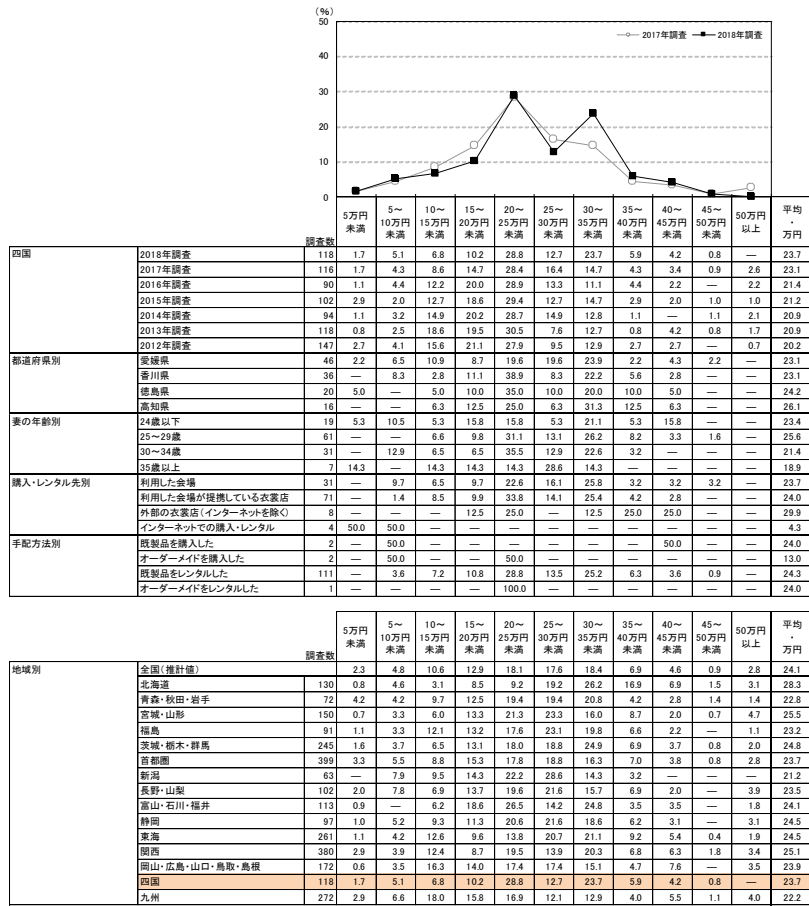 (%)
50
40
30
20
10
0
2017年調査 2018年調査
調査数 5万円未満 5～10万円未満 10～15万円未満 15～20万円未満 20～25万円未満 25～30万円未満 30～35万円未満 35～40万円未満 40～45万円未満 45～50万円未満 50万円以上 平均・万円
四国 2018年調査 118 1.7 5.1 6.8 10.2 28.8 12.7 23.7 5.9 4.2 0.8 — 23.7
2017年調査 116 1.7 4.3 8.6 14.7 28.4 16.4 14.7 4.3 3.4 0.9 2.6 23.1
2016年調査 90 1.1 4.4 12.2 20.0 28.9 13.3 11.1 4.4 2.2 — 2.2 21.4
2015年調査 102 2.9 2.0 12.7 18.6 29.4 12.7 14.7 2.9 2.0 1.0 1.0 21.2
2014年調査 94 1.1 3.2 14.9 20.2 28.7 14.9 12.8 1.1 — 1.1 2.1 20.9
2013年調査 118 0.8 2.5 18.6 19.5 30.5 7.6 12.7 0.8 4.2 0.8 1.7 20.9
2012年調査 147 2.7 4.1 15.6 21.1 27.9 9.5 12.9 2.7 2.7 — 0.7 20.2
都道府県別 愛媛県 46 2.2 6.5 10.9 8.7 19.6 19.6 23.9 2.2 4.3 2.2 — 23.1
香川県 36 — 8.3 2.8 11.1 38.9 8.3 22.2 5.6 2.8 — — 23.1
徳島県 20 5.0 — 5.0 10.0 35.0 10.0 20.0 10.0 5.0 — — 24.2
高知県 16 — — 6.3 12.5 25.0 6.3 31.3 12.5 6.3 — — 26.1
妻の年齢別 24歳以下 19 5.3 10.5 5.3 15.8 15.8 5.3 21.1 5.3 15.8 — — 23.4
25～29歳 61 — — 6.6 9.8 31.1 13.1 26.2 8.2 3.3 1.6 — 25.6
30～34歳 31 — 12.9 6.5 6.5 35.5 12.9 22.6 3.2 — — — 21.4
35歳以上 7 14.3 — 14.3 14.3 14.3 28.6 14.3 — — — — 18.9
購入・レンタル先別 利用した会場 31 — 9.7 6.5 9.7 22.6 16.1 25.8 3.2 3.2 3.2 — 23.7
利用した会場が提携している衣裳店 71 — 1.4 8.5 9.9 33.8 14.1 25.4 4.2 2.8 — — 24.0
外部の衣裳店(インターネットを除く) 8 — — — 12.5 25.0 — 12.5 25.0 25.0 — — 29.9
インターネットでの購入・レンタル 4 50.0 50.0 — — — — — — — — — 4.3
手配方法別 既製品を購入した 2 — 50.0 — — — — — — 50.0 — — 24.0
オーダーメイドを購入した 2 — 50.0 — — 50.0 — — — — — — 13.0
既製品をレンタルした 111 — 3.6 7.2 10.8 28.8 13.5 25.2 6.3 3.6 0.9 — 24.3
オーダーメイドをレンタルした 1 — — — — 100.0 — — — — — — 24.0
調査数 5万円未満 5～10万円未満 10～15万円未満 15～20万円未満 20～25万円未満 25～30万円未満 30～35万円未満 35～40万円未満 40～45万円未満 45～50万円未満 50万円以上 平均・万円
地域別 全国(推計値) 2.3 4.8 10.6 12.9 18.1 17.6 18.4 6.9 4.6 0.9 2.8 24.1
北海道 130 0.8 4.6 3.1 8.5 9.2 19.2 26.2 16.9 6.9 1.5 3.1 28.3
青森・秋田・岩手 72 4.2 4.2 9.7 12.5 19.4 19.4 20.8 4.2 2.8 1.4 1.4 22.8
宮城・山形 150 0.7 3.3 6.0 13.3 21.3 23.3 16.0 8.7 2.0 0.7 4.7 25.5
福島 91 1.1 3.3 12.1 13.2 17.6 23.1 19.8 6.6 2.2 — 1.1 23.2
茨城・栃木・群馬 245 1.6 3.7 6.5 13.1 18.0 18.8 24.9 6.9 3.7 0.8 2.0 24.8
首都圏 399 3.3 5.5 8.8 15.3 17.8 18.8 16.3 7.0 3.8 0.8 2.8 23.7
新潟 63 — 7.9 9.5 14.3 22.2 28.6 14.3 3.2 — — — 21.2
長野・山梨 102 2.0 7.8 6.9 13.7 19.6 21.6 15.7 6.9 2.0 — 3.9 23.5
富山・石川・福井 113 0.9 — 6.2 18.6 26.5 14.2 24.8 3.5 3.5 — 1.8 24.1
静岡 97 1.0 5.2 9.3 11.3 20.6 21.6 18.6 6.2 3.1 — 3.1 24.5
東海 261 1.1 4.2 12.6 9.6 13.8 20.7 21.1 9.2 5.4 0.4 1.9 24.5
関西 380 2.9 3.9 12.4 8.7 19.5 13.9 20.3 6.8 6.3 1.8 3.4 25.1
岡山・広島・山口・鳥取・島根 172 0.6 3.5 16.3 14.0 17.4 17.4 15.1 4.7 7.6 — 3.5 23.9
四国 118 1.7 5.1 6.8 10.2 28.8 12.7 23.7 5.9 4.2 0.8 — 23.7
九州 272 2.9 6.6 18.0 15.8 16.9 12.1 12.9 4.0 5.5 1.1 4.0 22.2